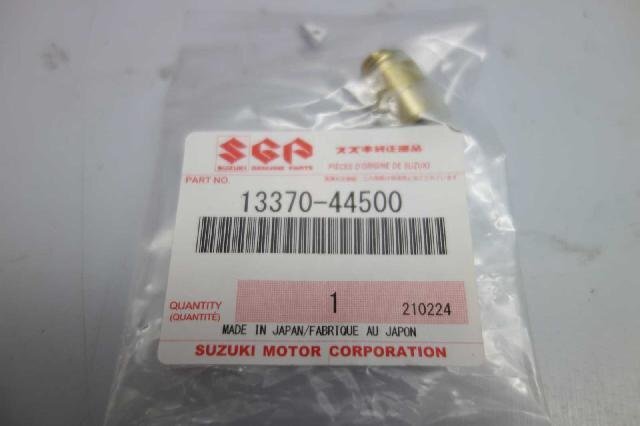 SGP
スズキ純正部品
SUZUKI GENUINE PARTS
PIÈCES D'ORIGINE DE SUZUKI
PART NO.
13370-44500
QUANTITY
(QUANTITÉ)
1
210224
MADE IN JAPAN/FABRIQUE AU JAPON
SUZUKI MOTOR CORPORATION